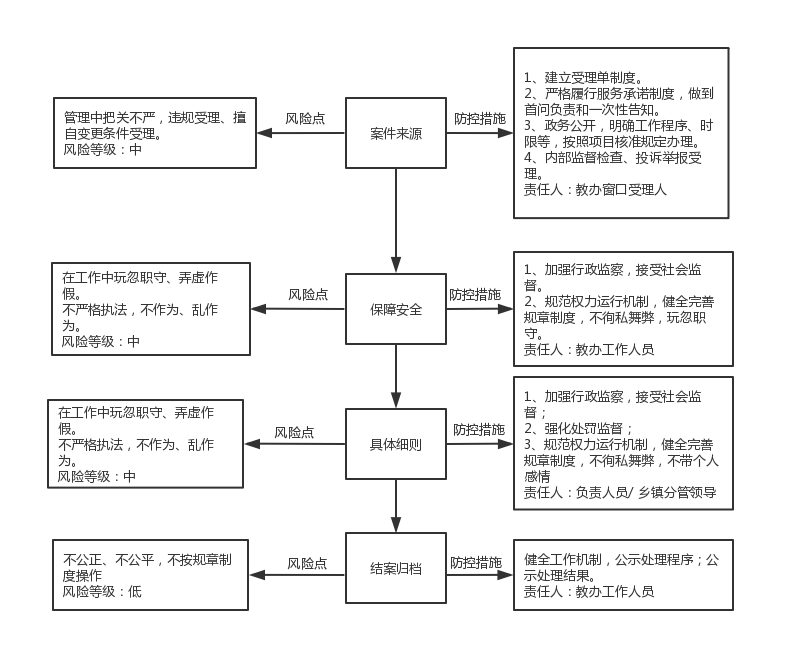 管理中把关不严，违规受理、擅
自变更条件受理。
风险等级：中
风险点
案件来源
防控措施
1、建立受理单制度。
2、严格履行服务承诺制度，做到
首问负责和一次性告知。
3、政务公开，明确工作程序、时
限等，按照项目核准规定办理。
4、内部监督检查、投诉举报受
理。
责任人：教办窗口受理人
在工作中玩忽职守、弄虚作
假。
不严格执法，不作为、乱作
为。
风险等级：中
风险点
保障安全
防控措施
1、加强行政监察，接受社会监
督。
2、规范权力运行机制，健全完善
规章制度，不徇私舞弊，玩忽职
守。
责任人：教办工作人员
在工作中玩忽职守、弄虚作
假。
不严格执法，不作为、乱作
为。
风险等级：中
风险点
具体细则
防控措施
1、加强行政监察，接受社会监
督；
2、强化处罚监督；
3、规范权力运行机制，健全完善
规章制度，不徇私舞弊，不带个人
感情
责任人：负责人员/ 乡镇分管领导
不公正、不公平，不按规章制
度操作
风险等级：低
风险点
结案归档
防控措施
健全工作机制，公示处理程序；公
示处理结果。
责任人：教办工作人员